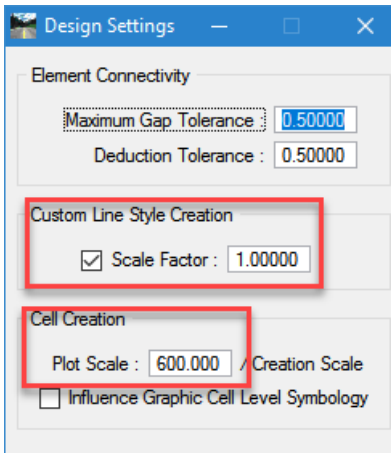 Design Settings
Element Connectivity
Maximum Gap Tolerance : 0.50000
Deduction Tolerance : 0.50000
Custom Line Style Creation
Scale Factor : 1.00000
Cell Creation
Plot Scale : 600.000 / Creation Scale
Influence Graphic Cell Level Symbology